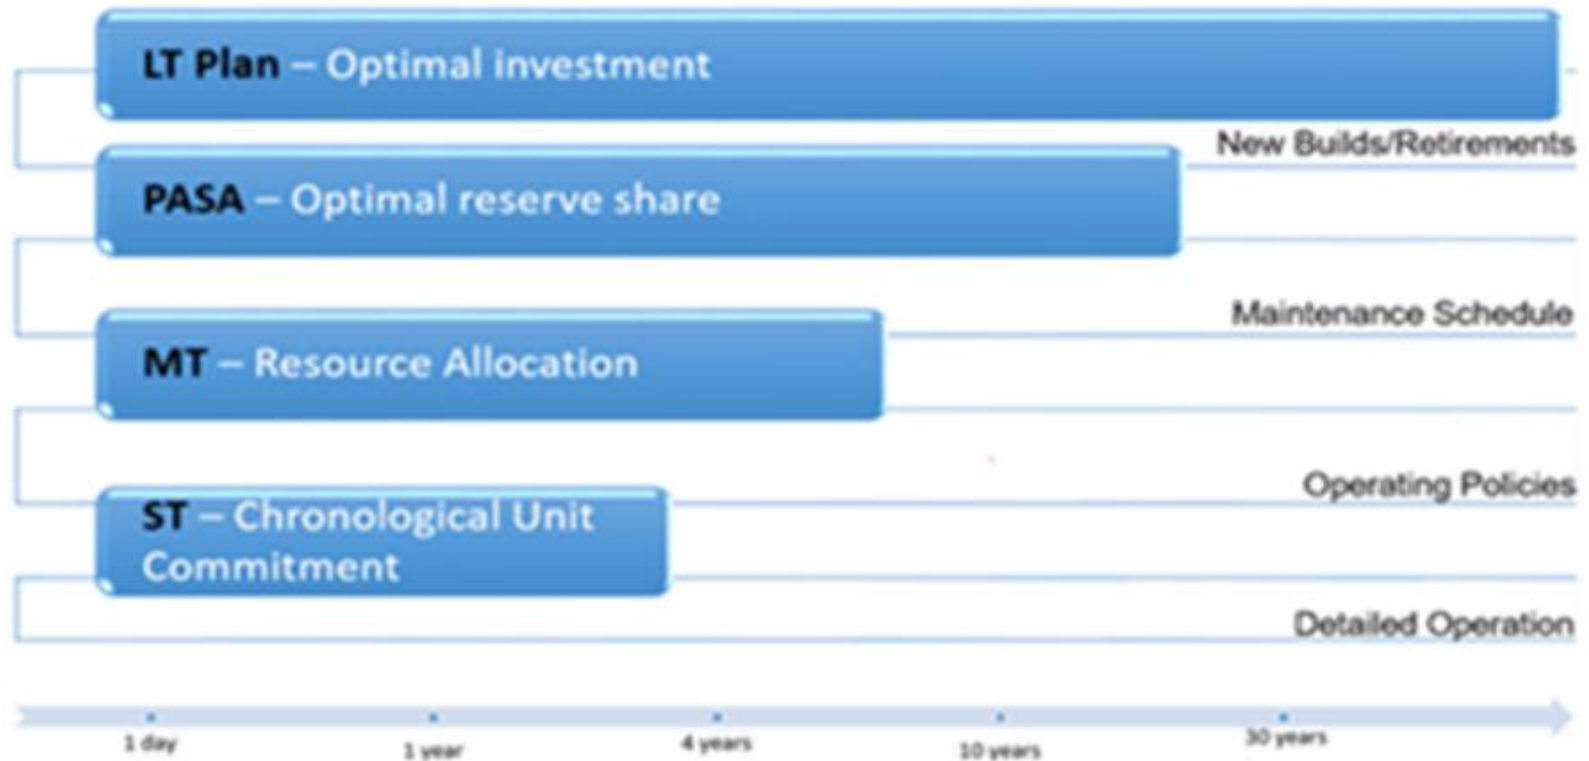 LT Plan – Optimal investment
New Builds/Retirements
PASA – Optimal reserve share
Maintenance Schedule
MT – Resource Allocation
Operating Policies
ST – Chronological Unit
Commitment
Detailed Operation
1 day
1 year
4 years
10 years
30 years